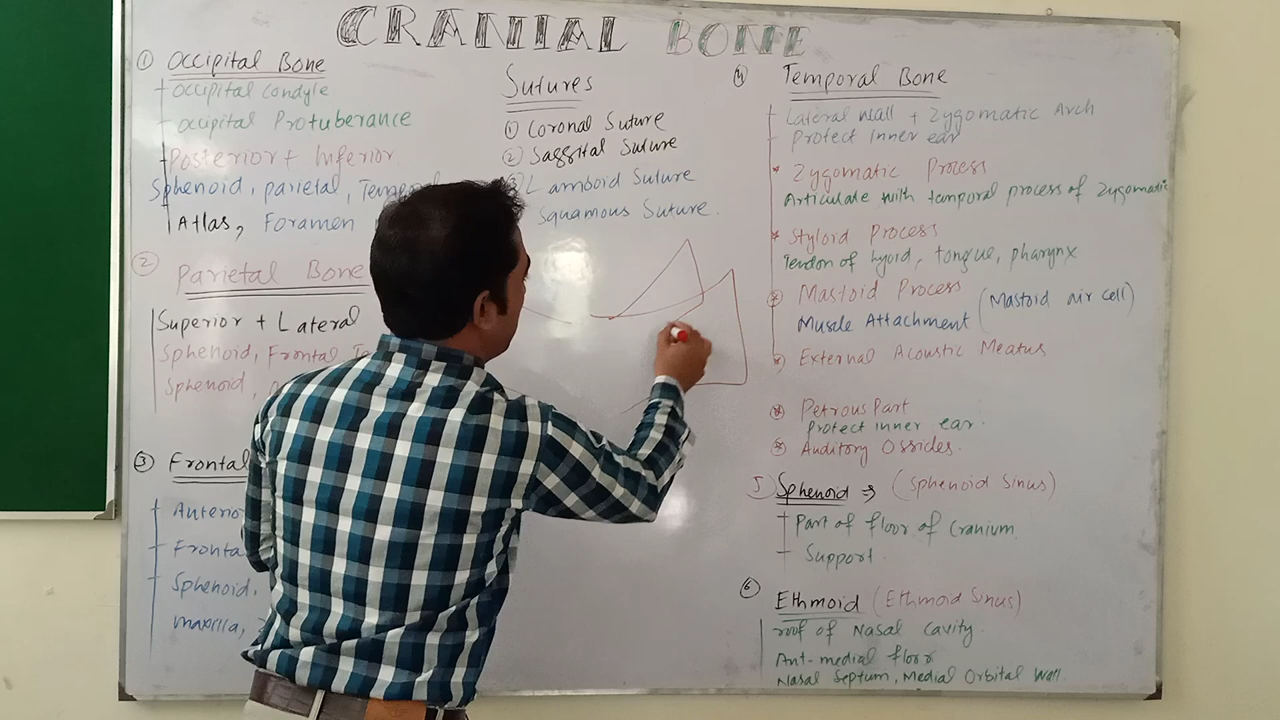 CRANIAL BONE
① Occipital Bone
Occipital Condyle
Occipital Protuberance
Posterior + Inferior
Sphenoid, parietal, Temporal
Atlas, Foramen
② Parietal Bone
Superior + Lateral
Sphenoid, Frontal
Sphenoid,
③ Frontal
Sphenoid,
maxilla,
Sutures
① Coronal Suture
② Saggital Suture
③ Lamboid Suture
Squamous Suture
4 Temporal Bone
Lateral wall + Zygomatic Arch
Protect Inner ear
* Zygomatic Process
Articulate with temporal process of Zygomatic
* Styloid Process
Tendon of hyoid, tongue, pharynx
* Mastoid Process (Mastoid air cell)
Muscle Attachment
* External Acoustic Meatus
* Petrous Part
Protect inner ear.
* Auditory Ossicles.
5 Sphenoid ⇒ (Sphenoid Sinus)
Part of floor of Cranium
Support.
⑥ Ethmoid (Ethmoid Sinus)
roof of Nasal Cavity.
Ant-medial floor
Nasal Septum, Medial Orbital Wall.